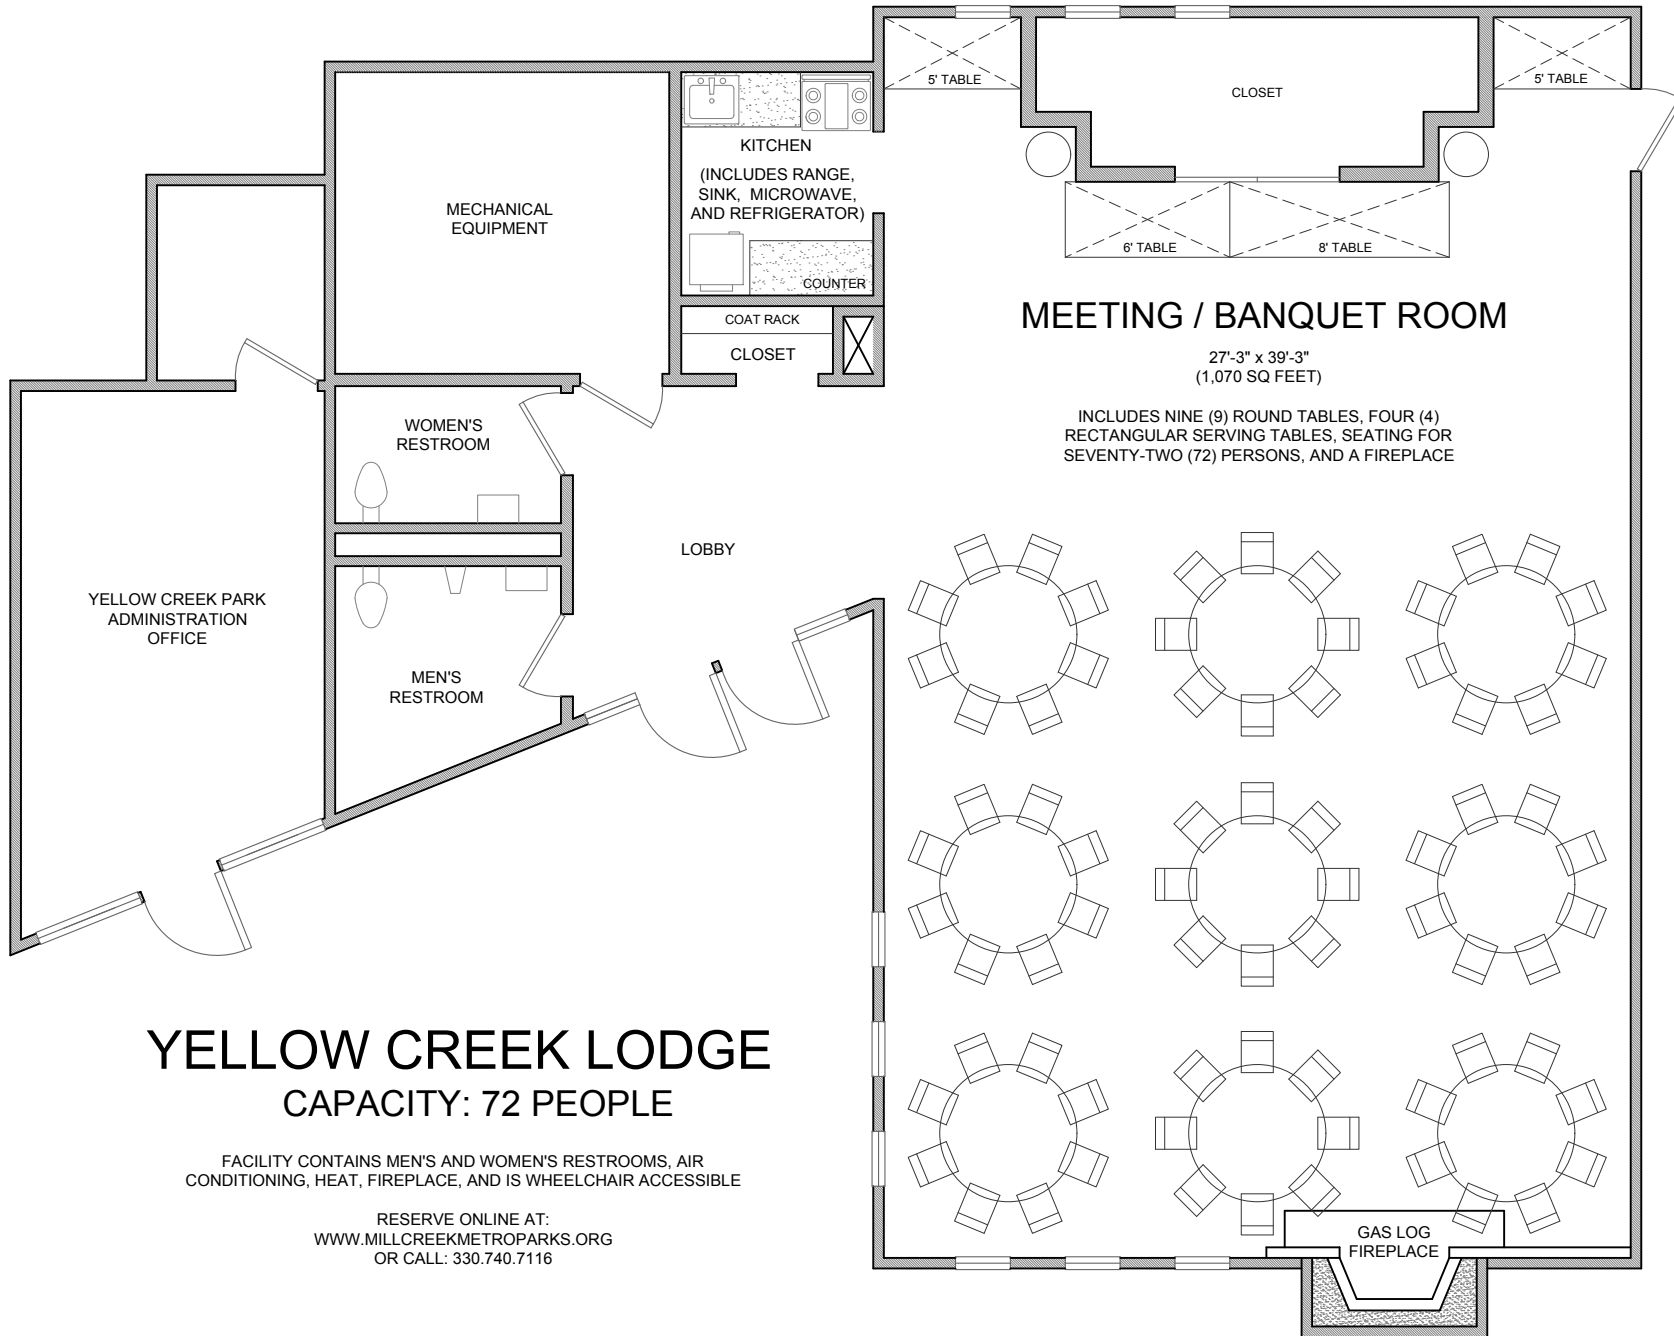 5' TABLE
CLOSET
5' TABLE
KITCHEN
(INCLUDES RANGE,
SINK, MICROWAVE,
AND REFRIGERATOR)
COUNTER
MECHANICAL
EQUIPMENT
6' TABLE
8' TABLE
COAT RACK
CLOSET
MEETING / BANQUET ROOM
27'-3" x 39'-3"
(1,070 SQ FEET)
INCLUDES NINE (9) ROUND TABLES, FOUR (4)
RECTANGULAR SERVING TABLES, SEATING FOR
SEVENTY-TWO (72) PERSONS, AND A FIREPLACE
WOMEN'S
RESTROOM
LOBBY
YELLOW CREEK PARK
ADMINISTRATION
OFFICE
MEN'S
RESTROOM
YELLOW CREEK LODGE
CAPACITY: 72 PEOPLE
FACILITY CONTAINS MEN'S AND WOMEN'S RESTROOMS, AIR
CONDITIONING, HEAT, FIREPLACE, AND IS WHEELCHAIR ACCESSIBLE
RESERVE ONLINE AT:
WWW.MILLCREEKMETROPARKS.ORG
OR CALL: 330.740.7116
GAS LOG
FIREPLACE